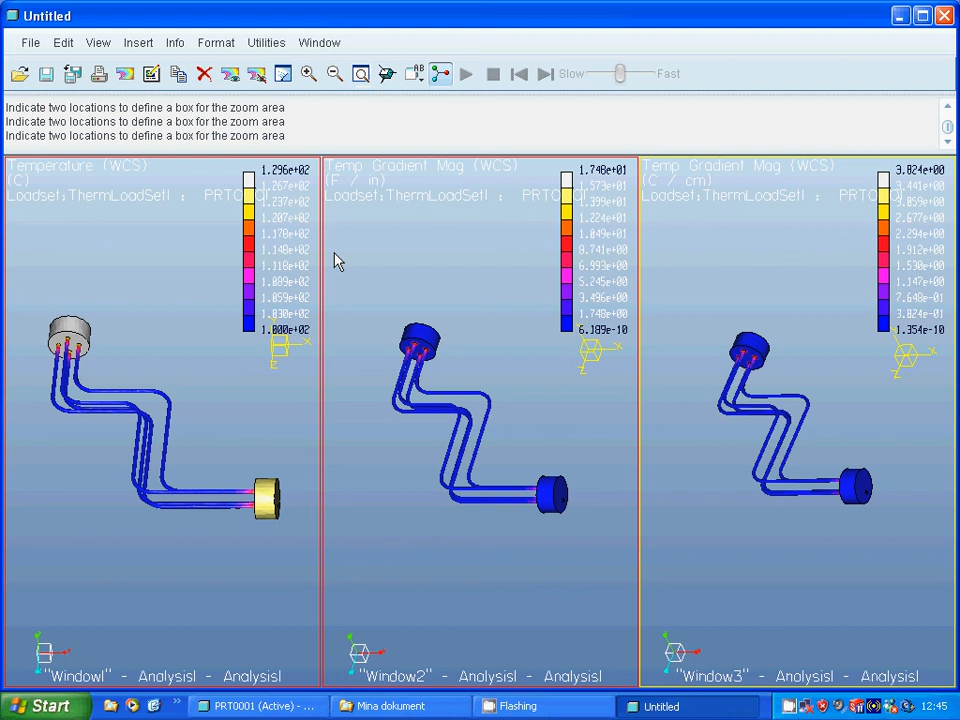 Untitled
File Edit View Insert Info Format Utilities Window
Slow Fast
Indicate two locations to define a box for the zoom area
Indicate two locations to define a box for the zoom area
Indicate two locations to define a box for the zoom area
Temperature (WCS)
(C)
Loadset:ThermLoadSet1 :
1.296e+02
1.267e+02
1.237e+02
1.207e+02
1.178e+02
1.148e+02
1.118e+02
1.089e+02
1.059e+02
1.030e+02
1.000e+02
X
Z
"Window1" - Analysis1 - Analysis1
Temp Gradient Mag (WCS)
(F / in)
Loadset:ThermLoadSet1 :
1.748e+01
1.573e+01
1.399e+01
1.224e+01
1.049e+01
8.741e+00
6.993e+00
5.245e+00
3.496e+00
1.748e+00
6.189e-10
X
Z
"Window2" - Analysis1 - Analysis1
Temp Gradient Mag (WCS)
(C / cm)
Loadset:ThermLoadSet1 :
3.824e+00
3.441e+00
3.059e+00
2.677e+00
2.294e+00
1.912e+00
1.530e+00
1.147e+00
7.648e-01
3.824e-01
1.354e-10
X
Z
"Window3" - Analysis1 - Analysis1
Start PRT0001 (Active) - ... Mina dokument Flashing Untitled 12:45